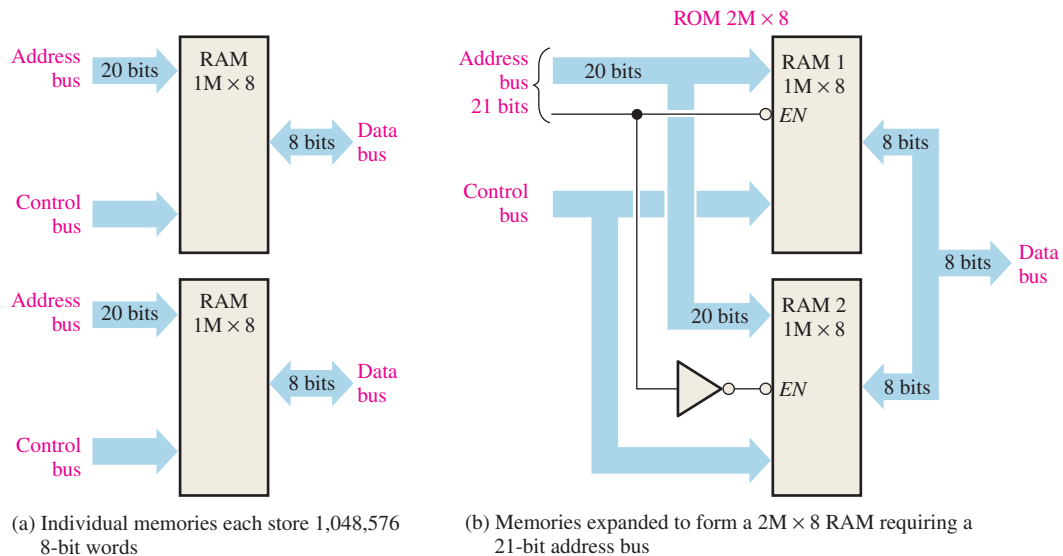 Address
bus
20 bits
RAM
1M × 8
8 bits
Data
bus
Control
bus
Address
bus
20 bits
RAM
1M × 8
8 bits
Data
bus
Control
bus
(a) Individual memories each store 1,048,576
8-bit words
ROM 2M × 8
Address
bus
21 bits
20 bits
RAM 1
1M × 8
EN
8 bits
Control
bus
8 bits
Data
bus
20 bits
RAM 2
1M × 8
EN
8 bits
(b) Memories expanded to form a 2M × 8 RAM requiring a
21-bit address bus